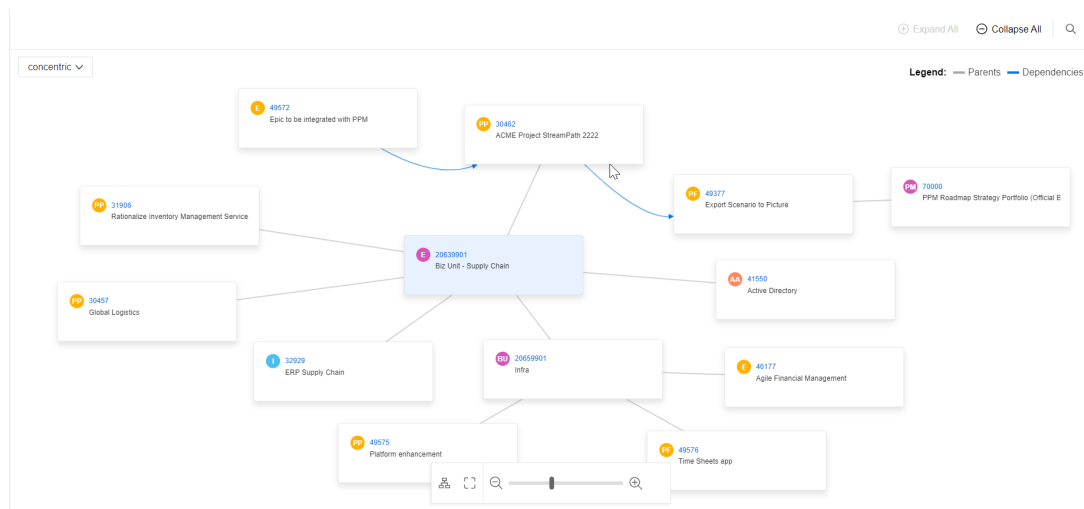 Expand All
Collapse All
concentric
Legend: Parents Dependencies
E 49572
Epic to be integrated with PPM
PP 30462
ACME Project StreamPath 2222
PF 49377
Export Scenario to Picture
PM 70000
PPM Roadmap Strategy Portfolio (Official B
PP 31906
Rationalize Inventory Management Service
E 20639901
Biz Unit - Supply Chain
AA 41550
Active Directory
PP 30457
Global Logistics
I 32929
ERP Supply Chain
BU 20659901
Infra
E 46177
Agile Financial Management
PP 49575
Platform enhancement
PF 49576
Time Sheets app